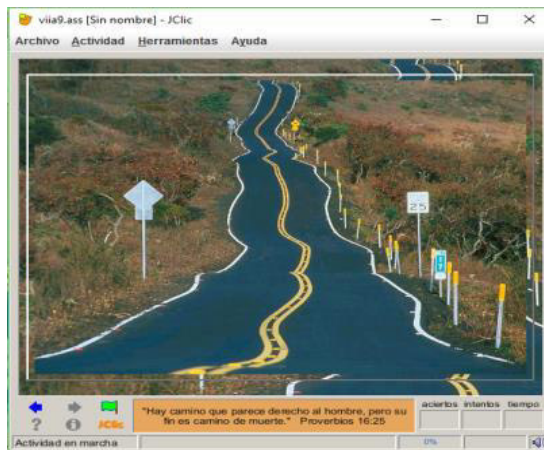 viia9.ass [Sin nombre] - JClic
Archivo Actividad Herramientas Ayuda
25
17
"Hay camino que parece derecho al hombre, pero su
fin es camino de muerte." Proverbios 16:25
aciertos intentos tiempo
JClic
Actividad en marcha
0%